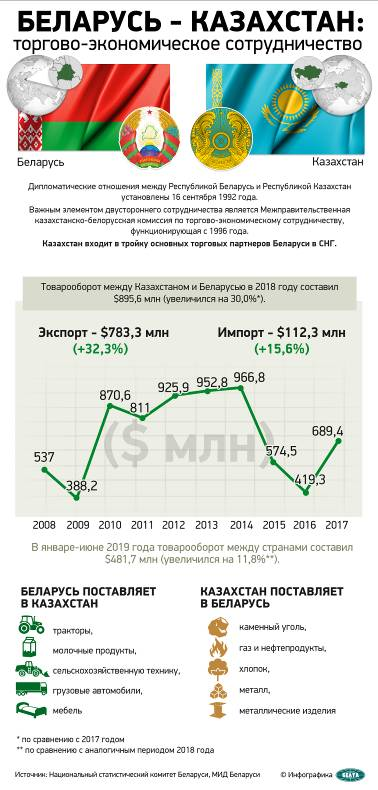 БЕЛАРУСЬ - КАЗАХСТАН:
торгово-экономическое сотрудничество
Беларусь
Казахстан
Дипломатические отношения между Республикой Беларусь и Республикой Казахстан
установлены 16 сентября 1992 года.
Важным элементом двустороннего сотрудничества является Межправительственная
казахстанско-белорусская комиссия по торгово-экономическому сотрудничеству,
функционирующая с 1996 года.
Казахстан входит в тройку основных торговых партнеров Беларуси в СНГ.
Товарооборот между Казахстаном и Беларусью в 2018 году составил
$895,6 млн (увеличился на 30,0%*).
Экспорт - $783,3 млн
(+32,3%)
Импорт - $112,3 млн
(+15,6%)
($ млн)
537
388,2
870,6
811
925,9
952,8
966,8
574,5
419,3
689,4
2008 2009 2010 2011 2012 2013 2014 2015 2016 2017
В январе-июне 2019 года товарооборот между странами составил
$481,7 млн (увеличился на 11,8%**).
БЕЛАРУСЬ ПОСТАВЛЯЕТ
В КАЗАХСТАН
тракторы,
молочные продукты,
сельскохозяйственную технику,
грузовые автомобили,
мебель
КАЗАХСТАН ПОСТАВЛЯЕТ
В БЕЛАРУСЬ
каменный уголь,
газ и нефтепродукты,
хлопок,
металл,
металлические изделия
* по сравнению с 2017 годом
** по сравнению с аналогичным периодом 2018 года
Источники: Национальный статистический комитет Беларуси, МИД Беларуси
© Инфографика
БЕЛТА